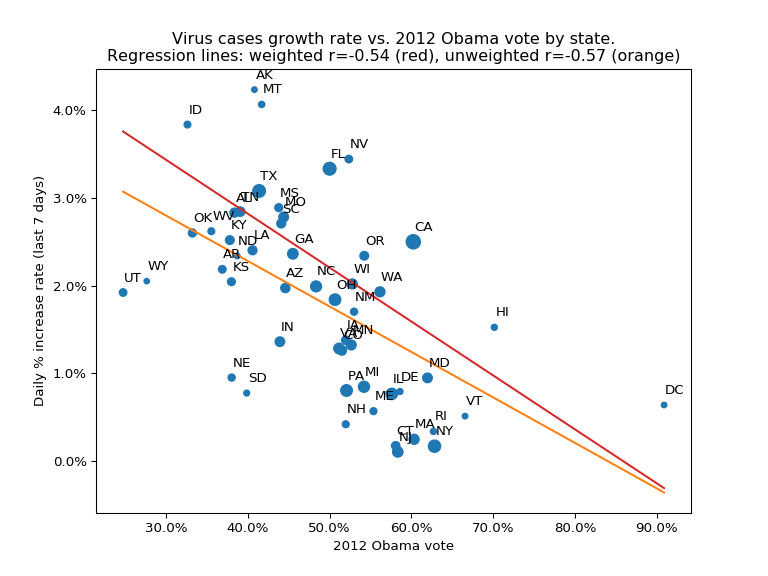 Virus cases growth rate vs. 2012 Obama vote by state.
Regression lines: weighted r=-0.54 (red), unweighted r=-0.57 (orange)
Daily % increase rate (last 7 days)
4.0%
3.0%
2.0%
1.0%
0.0%
AK
MT
ID
NV
FL
TX
MS
AL
TN
MO
SC
OK
WV
KY
CA
ND
LA
GA
OR
AR
WI
UT
WY
KS
AZ
NC
WA
OH
NM
HI
IN
IA
MN
VA
CO
NE
SD
PA
MI
IL
DE
MD
DC
ME
VT
NH
RI
MA
CT
NJ
NY
30.0%
40.0%
50.0%
60.0%
70.0%
80.0%
90.0%
2012 Obama vote